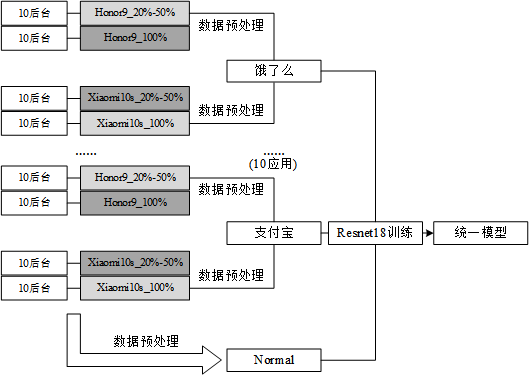 10后台 Honor9_20%-50% 数据预处理
10后台 Honor9_100%
饿了么
10后台 Xiaomi10s_20%-50% 数据预处理
10后台 Xiaomi10s_100%
...... ......
(10应用)
10后台 Honor9_20%-50% 数据预处理
10后台 Honor9_100%
支付宝 Resnet18训练 统一模型
10后台 Xiaomi10s_20%-50% 数据预处理
10后台 Xiaomi10s_100%
数据预处理
Normal